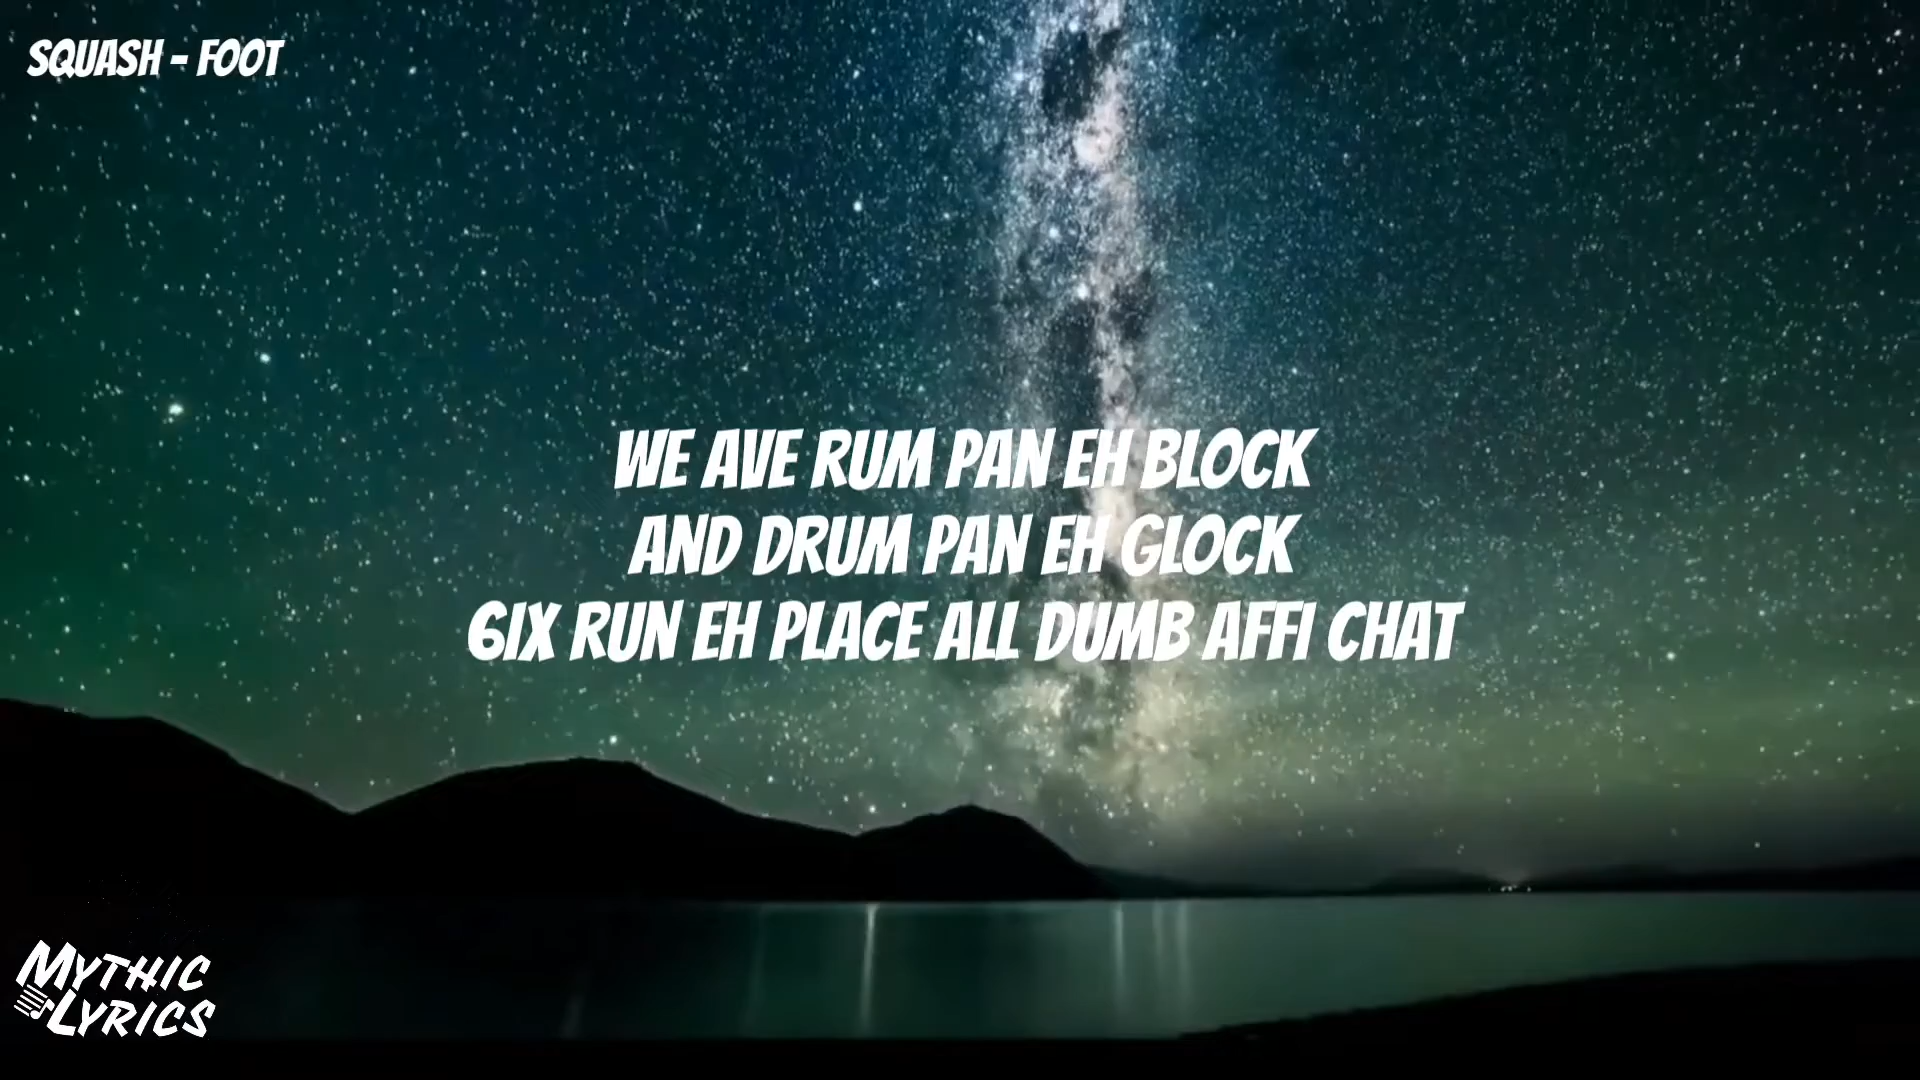 SQUASH - FOOT
WE AVE RUM PAN EH BLOCK
AND DRUM PAN EH GLOCK
6IX RUN EH PLACE ALL DUMB AFFI CHAT
MYTHIC
LYRICS